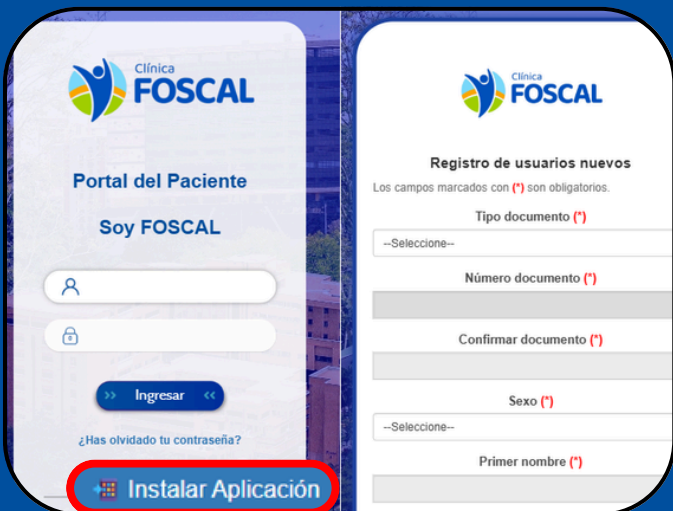 Clínica
FOSCAL
Portal del Paciente
Soy FOSCAL
>> Ingresar <<
¿Has olvidado tu contraseña?
Instalar Aplicación
Clínica
FOSCAL
Registro de usuarios nuevos
Los campos marcados con (*) son obligatorios.
Tipo documento (*)
--Seleccione--
Número documento (*)
Confirmar documento (*)
Sexo (*)
--Seleccione--
Primer nombre (*)